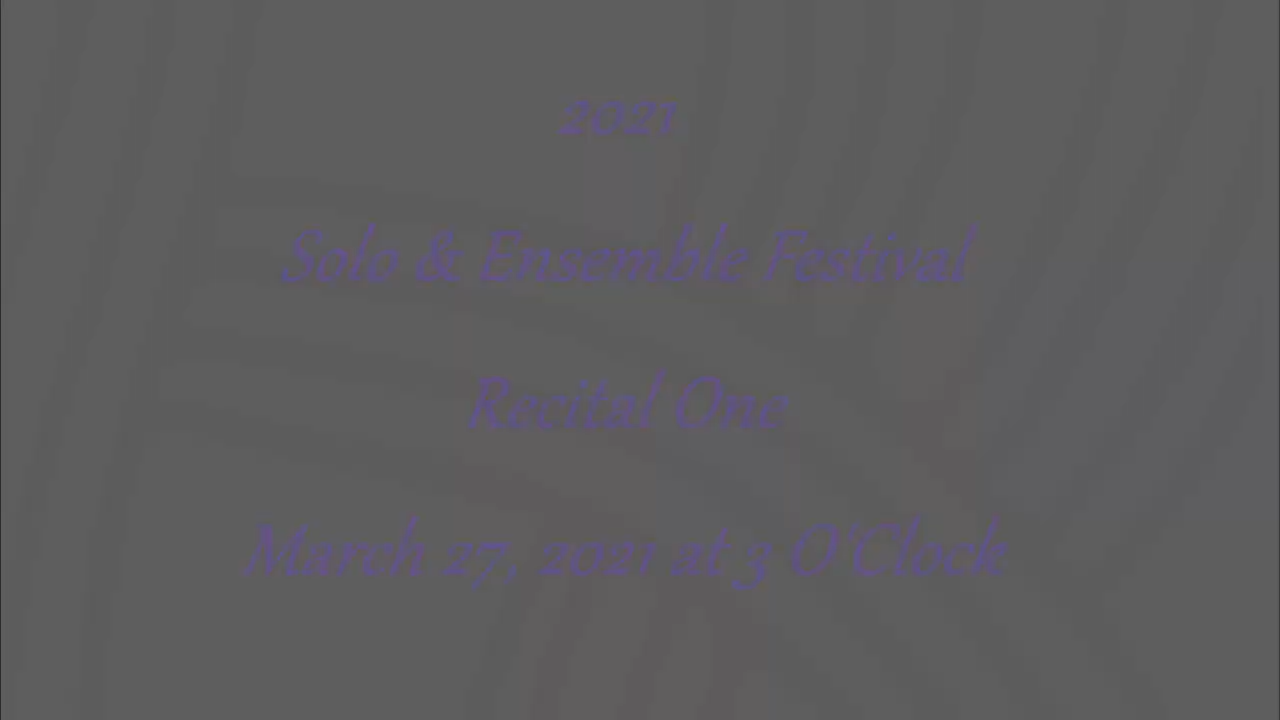 2021
Solo & Ensemble Festival
Recital One
March 27, 2021 at 3 O'Clock